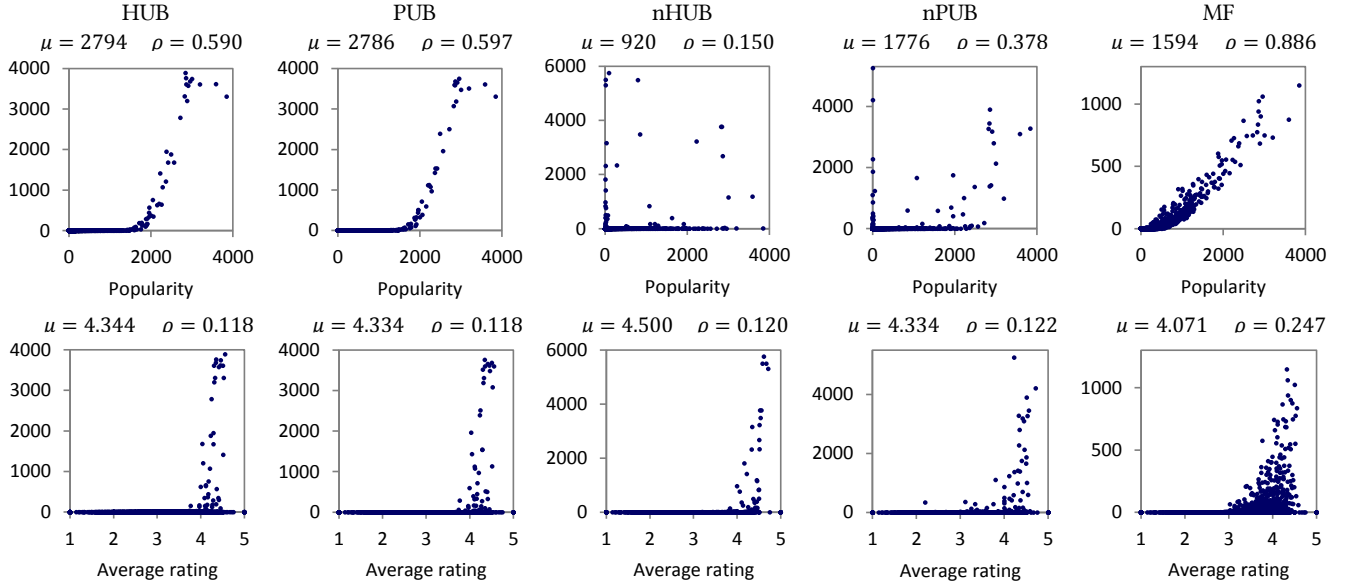 HUB PUB nHUB nPUB MF
μ = 2794 ρ = 0.590 μ = 2786 ρ = 0.597 μ = 920 ρ = 0.150 μ = 1776 ρ = 0.378 μ = 1594 ρ = 0.886
4000 4000 6000
3000 3000 4000 1000
2000 2000 4000
1000 1000 2000 2000 500
0 0 0 0 0
0 2000 4000 0 2000 4000 0 2000 4000 0 2000 4000 0 2000 4000
Popularity Popularity Popularity Popularity Popularity
μ = 4.344 ρ = 0.118 μ = 4.334 ρ = 0.118 μ = 4.500 ρ = 0.120 μ = 4.334 ρ = 0.122 μ = 4.071 ρ = 0.247
4000 4000 6000
3000 3000 4000 1000
2000 2000 4000
1000 1000 2000 2000 500
0 0 0 0 0
1 2 3 4 5 1 2 3 4 5 1 2 3 4 5 1 2 3 4 5 1 2 3 4 5
Average rating Average rating Average rating Average rating Average rating